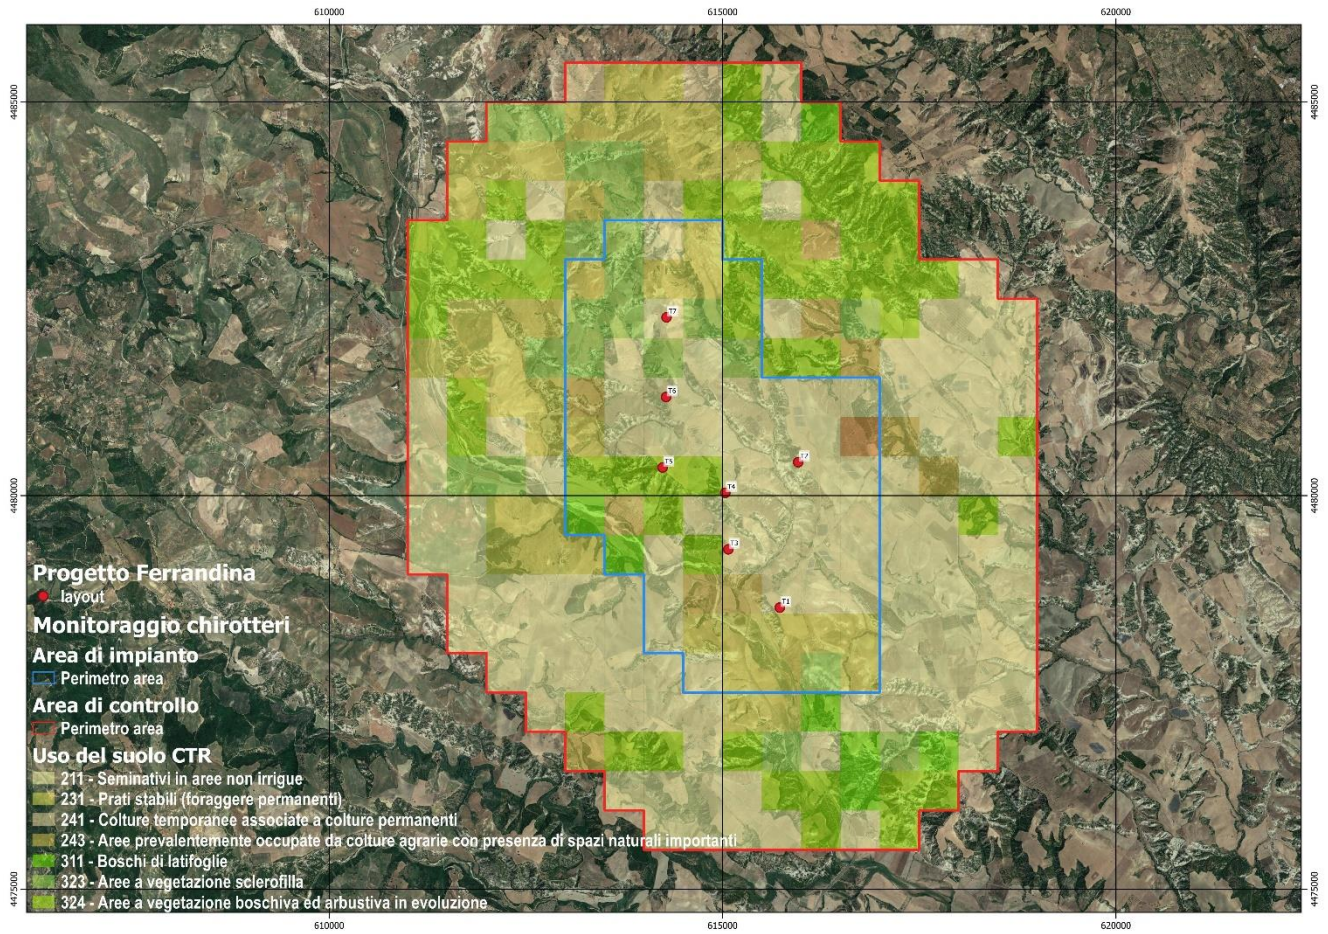 610000
615000
620000
4485000
4485000
T7
T6
T5
T2
T4
4480000
4480000
T3
T1
Progetto Ferrandina
layout
Monitoraggio chirotteri
Area di impianto
Perimetro area
Area di controllo
Perimetro area
Uso del suolo CTR
211 - Seminativi in aree non irrigue
231 - Prati stabili (foraggere permanenti)
241 - Colture temporanee associate a colture permanenti
243 - Aree prevalentemente occupate da colture agrarie con presenza di spazi naturali importanti
311 - Boschi di latifoglie
323 - Aree a vegetazione sclerofilla
324 - Aree a vegetazione boschiva ed arbustiva in evoluzione
4475000
4475000
610000
615000
620000